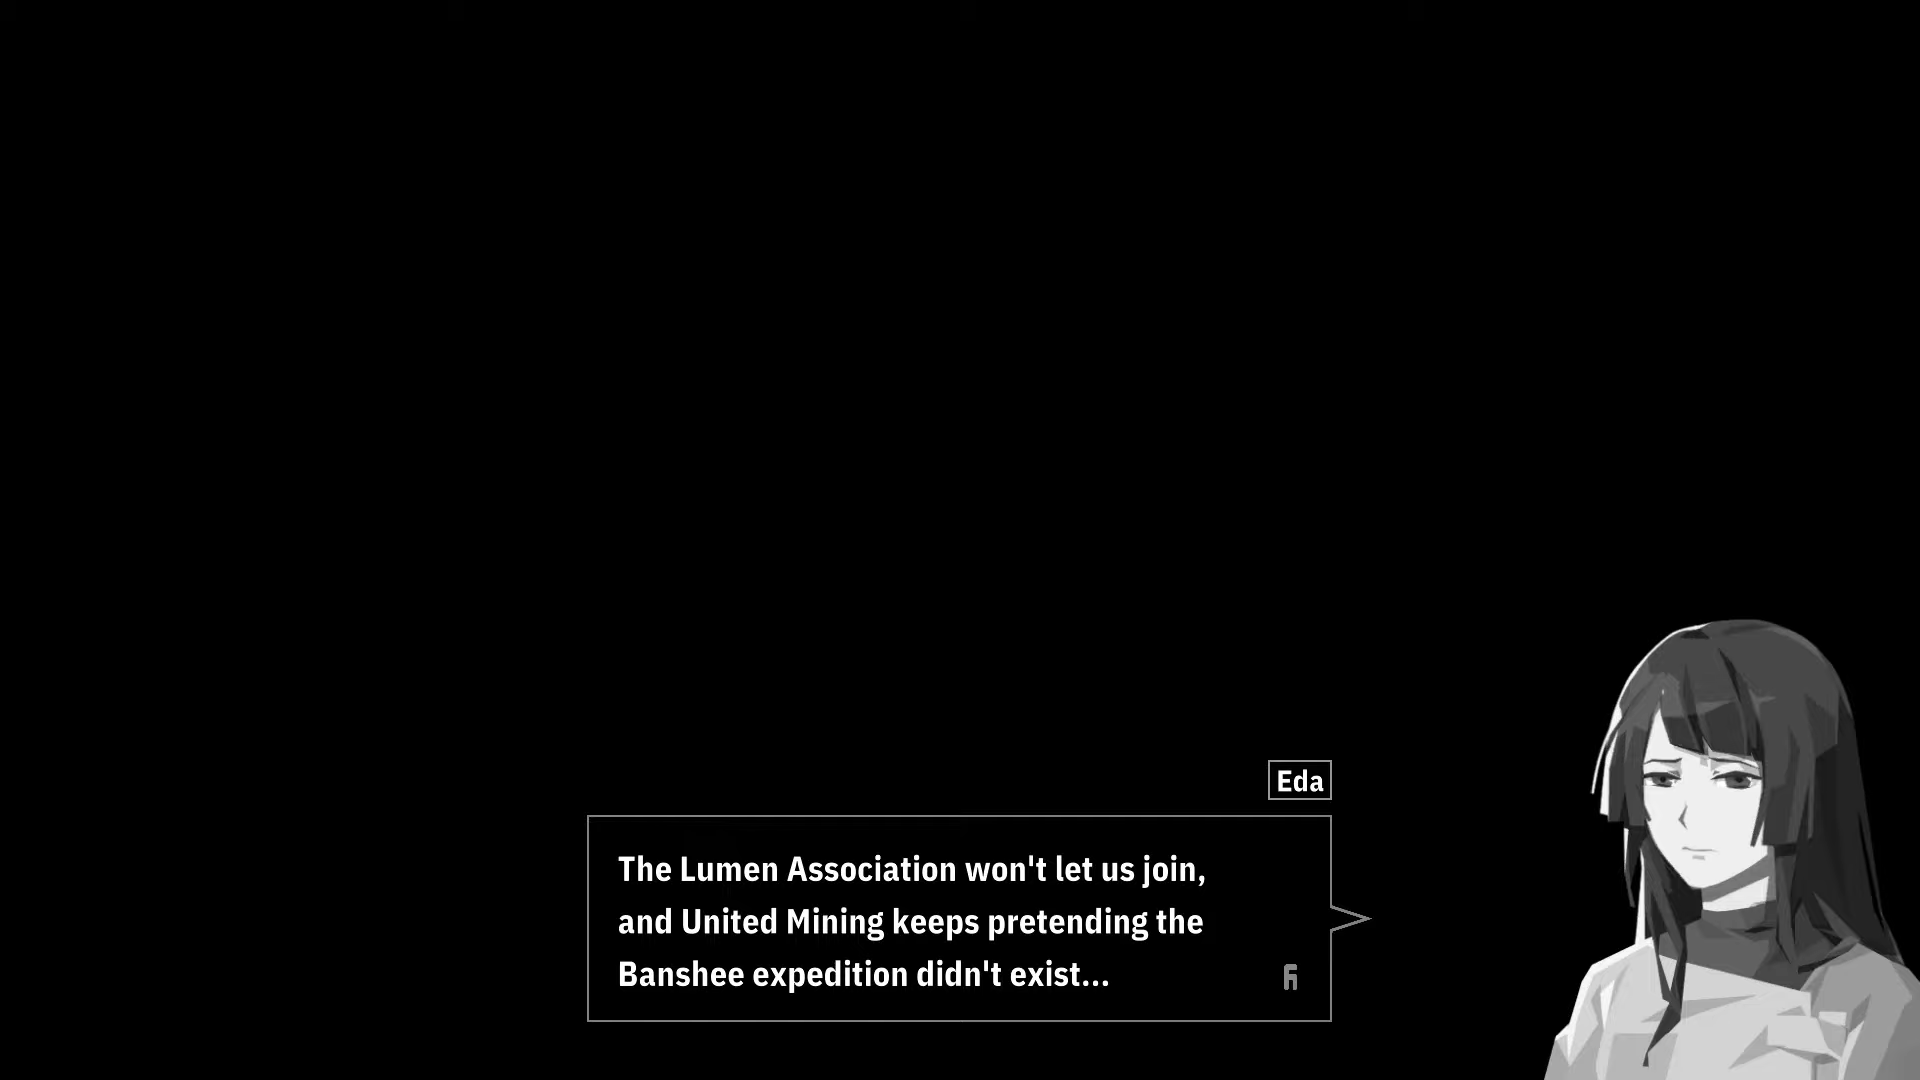 Eda
The Lumen Association won't let us join,
and United Mining keeps pretending the
Banshee expedition didn't exist...